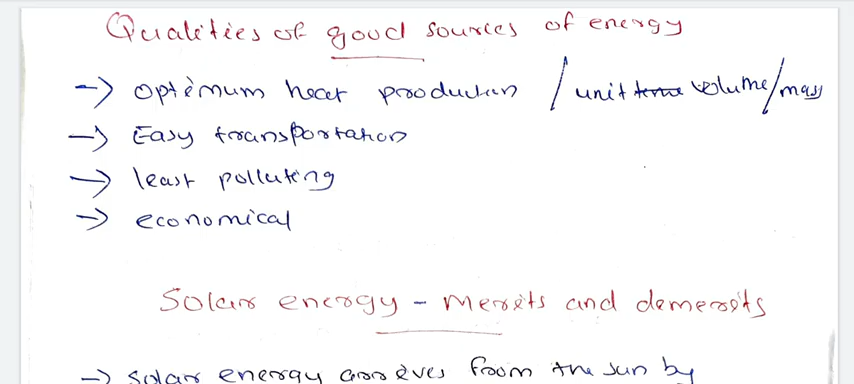 Qualities of good sources of energy
→ optimum heat production / unit time volume/mass
→ Easy transportation
→ least polluting
→ economical
Solar energy - Merits and demerits
→ solar energy arrives from the sun by